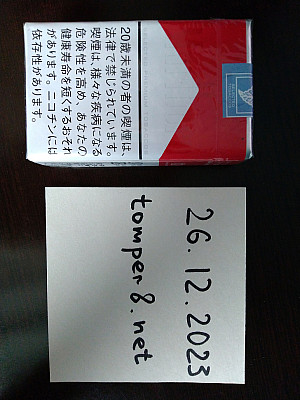 20歳未満の者の喫煙は、
法律で禁じられています。
喫煙は、様々な疾病になる
危険性を高め、あなたの
健康寿命を短くするおそれ
があります。ニコチンには
依存性があります。
26.12.2023
tomper8.net